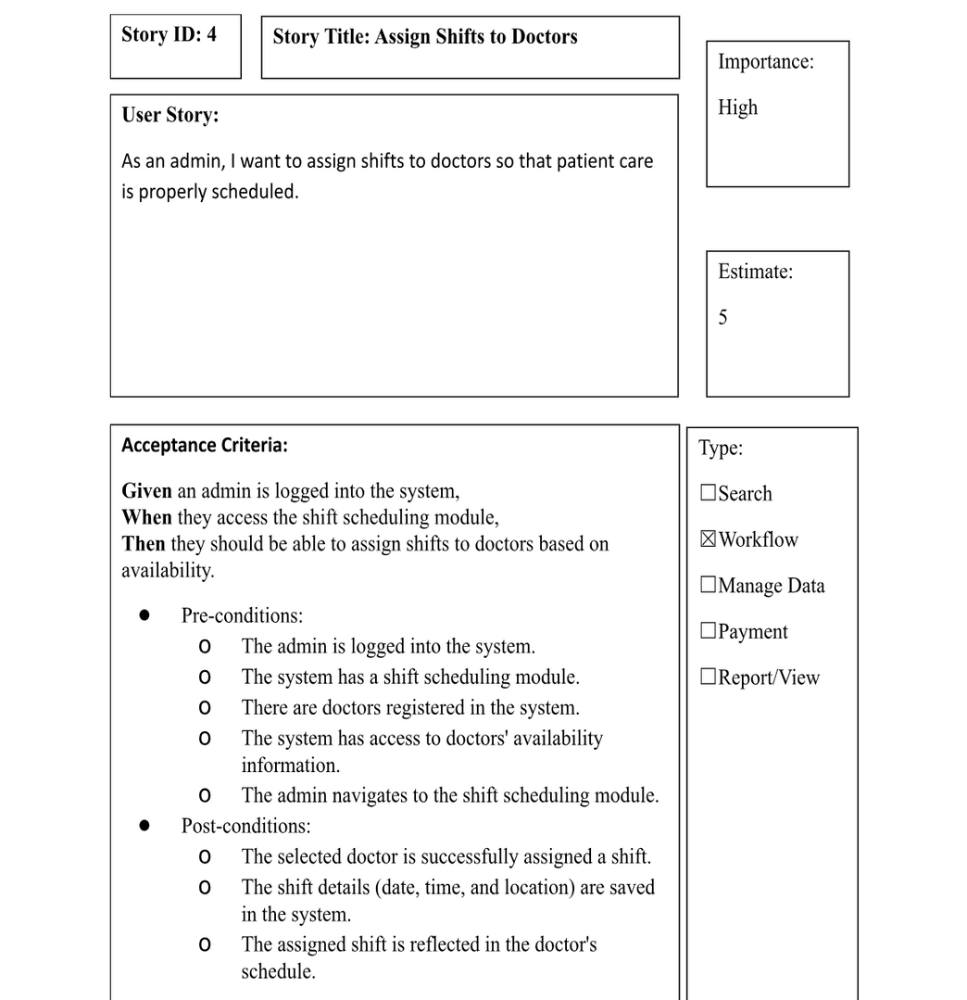 Story ID: 4
Story Title: Assign Shifts to Doctors
Importance:
High
User Story:
As an admin, I want to assign shifts to doctors so that patient care
is properly scheduled.
Estimate:
5
Acceptance Criteria:
Given an admin is logged into the system,
When they access the shift scheduling module,
Then they should be able to assign shifts to doctors based on
availability.
● Pre-conditions:
o The admin is logged into the system.
o The system has a shift scheduling module.
o There are doctors registered in the system.
o The system has access to doctors' availability
information.
o The admin navigates to the shift scheduling module.
● Post-conditions:
o The selected doctor is successfully assigned a shift.
o The shift details (date, time, and location) are saved
in the system.
o The assigned shift is reflected in the doctor's
schedule.
Type:
☐Search
☒Workflow
☐Manage Data
☐Payment
☐Report/View